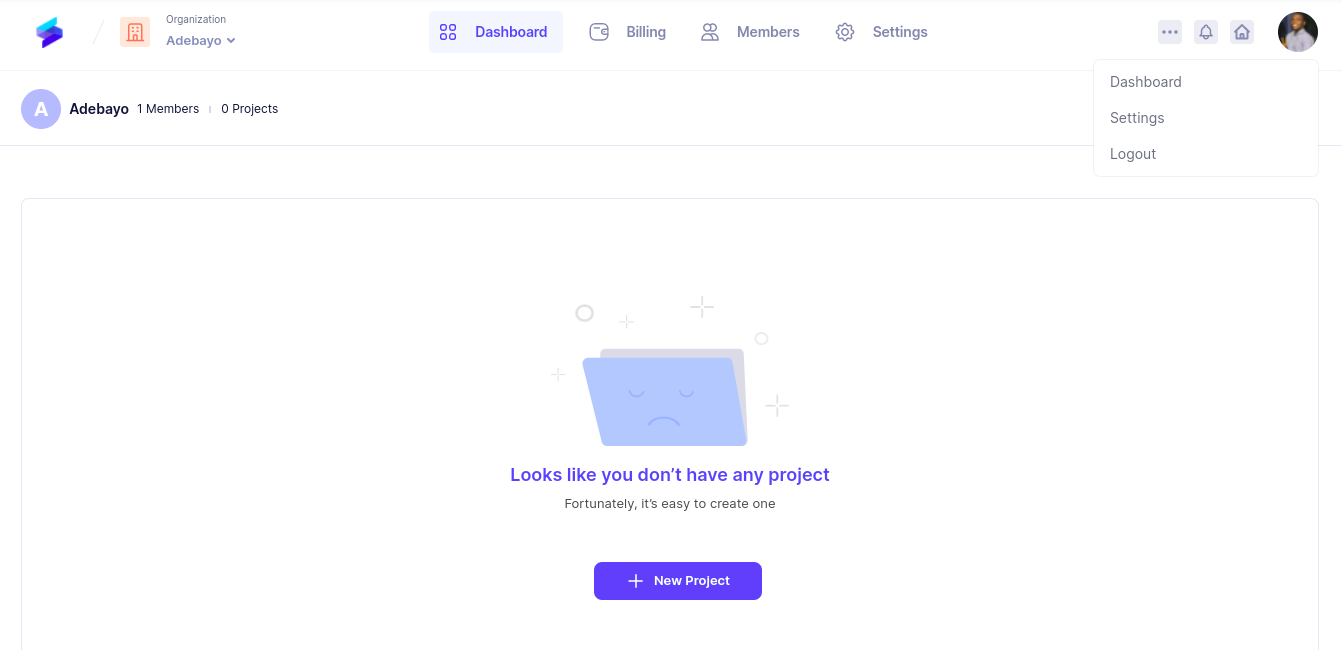 Organization
Adebayo
Dashboard
Billing
Members
Settings
Dashboard
Settings
Logout
A
Adebayo 1 Members 0 Projects
Looks like you don’t have any project
Fortunately, it’s easy to create one
New Project